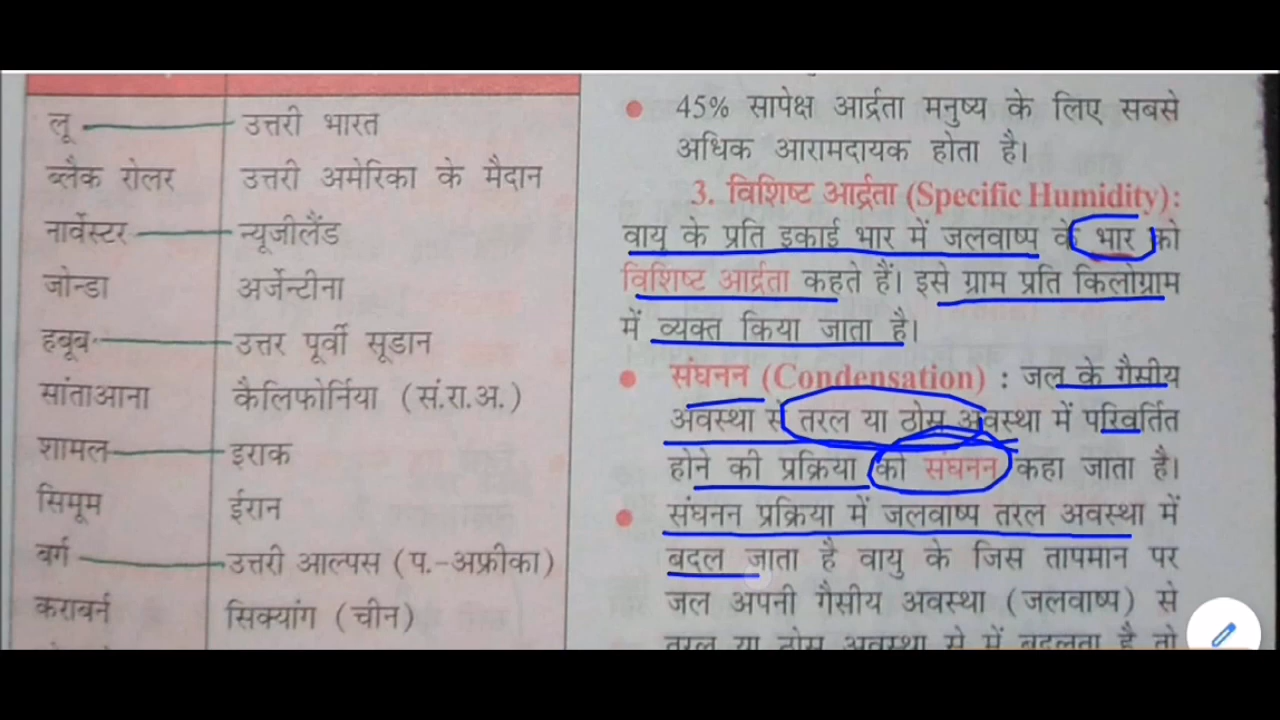 लू उत्तरी भारत
ब्लैक रोलर उत्तरी अमेरिका के मैदान
नार्वेस्टर न्यूजीलैंड
जोन्डा अर्जेन्टीना
हबूब उत्तर पूर्वी सूडान
सांताआना कैलिफोर्निया (सं.रा.अ.)
शामल इराक
सिमूम ईरान
बर्ग उत्तरी आल्पस (प.-अफ्रीका)
कराबर्न सिक्यांग (चीन)
45% सापेक्ष आर्द्रता मनुष्य के लिए सबसे
अधिक आरामदायक होता है।
3. विशिष्ट आर्द्रता (Specific Humidity):
वायु के प्रति इकाई भार में जलवाष्प के भार को
विशिष्ट आर्द्रता कहते हैं। इसे ग्राम प्रति किलोग्राम
में व्यक्त किया जाता है।
संघनन (Condensation) : जल के गैसीय
अवस्था से तरल या ठोस अवस्था में परिवर्तित
होने की प्रक्रिया को संघनन कहा जाता है।
संघनन प्रक्रिया में जलवाष्प तरल अवस्था में
बदल जाता है वायु के जिस तापमान पर
जल अपनी गैसीय अवस्था (जलवाष्प) से
तरल या ठोस अवस्था से में बदलता है तो